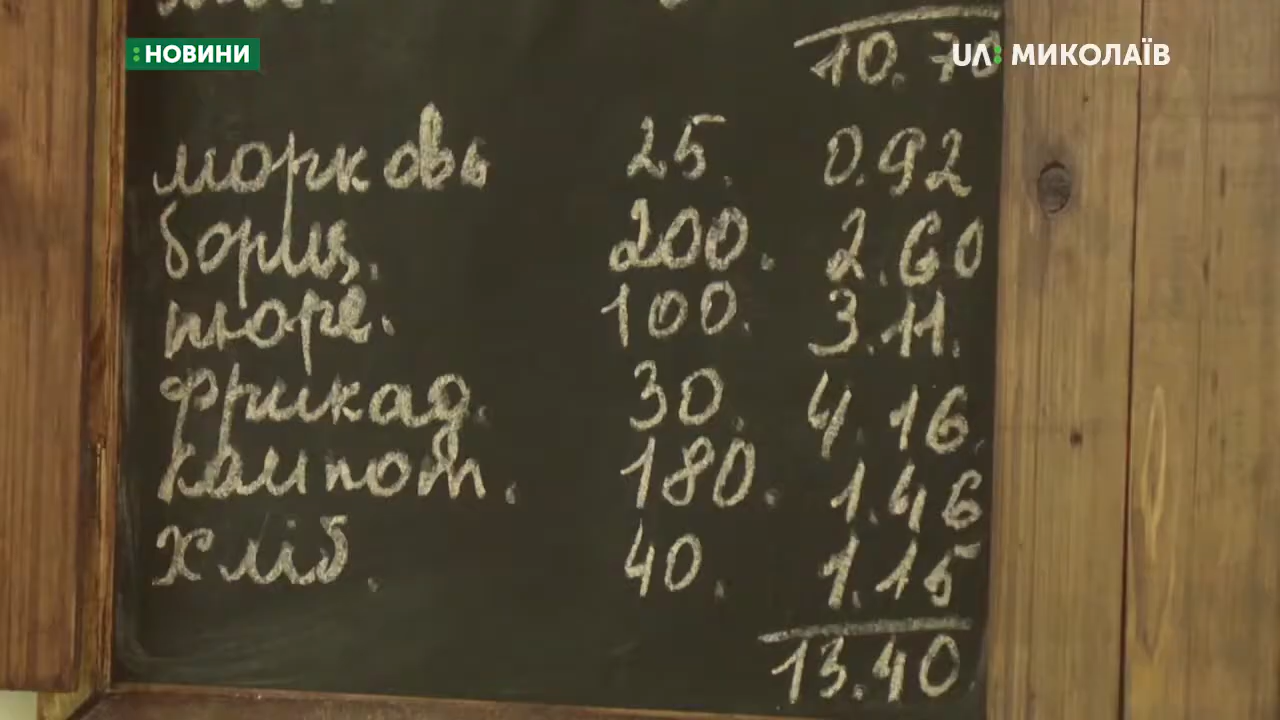 :НОВИНИ
UA: МИКОЛАЇВ
10.70
морковь 25. 0.92
борщ. 200. 2.60
пюре. 100. 3.11.
фрикад. 30. 4.16.
компот. 180. 1.46
хліб. 40. 1.15
13.40